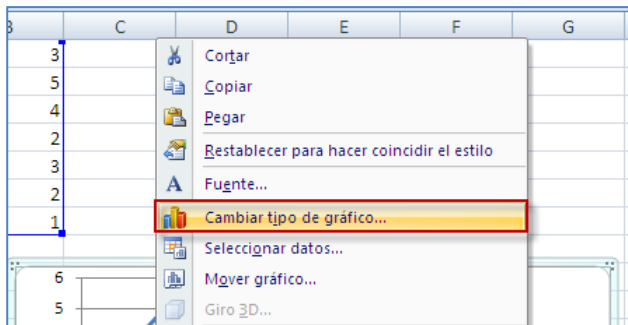 B C D E F G
3
5
4
2
3
2
1
Cortar
Copiar
Pegar
Restablecer para hacer coincidir el estilo
Fuente...
Cambiar tipo de gráfico...
Seleccionar datos...
Mover gráfico...
Giro 3D...
6
5